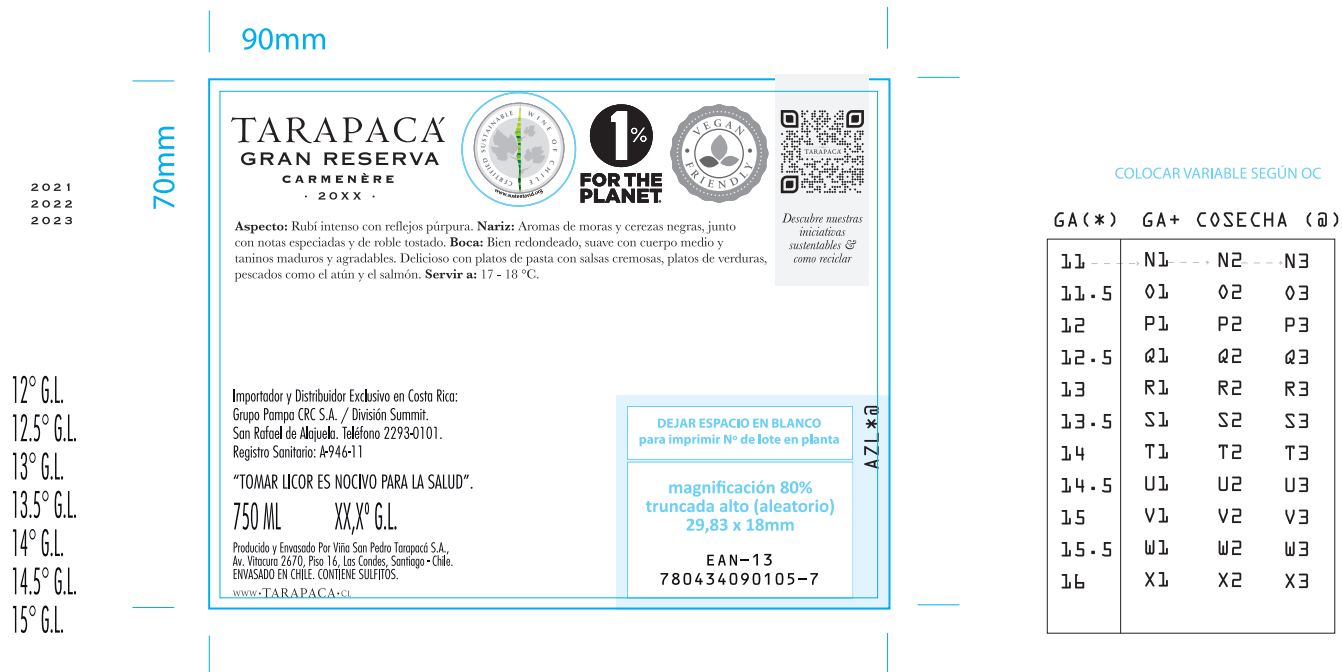 90mm
70mm
2021
2022
2023
12° G.L.
12.5° G.L.
13° G.L.
13.5° G.L.
14° G.L.
14.5° G.L.
15° G.L.
TARAPACÁ
GRAN RESERVA
CARMENÈRE
· 20XX ·
CERTIFIED SUSTAINABLE WINE OF CHILE
www.sustentavid.org
1%
FOR THE
PLANET
VEGAN
FRIENDLY
TARAPACÁ
Descubre nuestras
iniciativas
sustentables &
como reciclar
Aspecto: Rubí intenso con reflejos púrpura. Nariz: Aromas de moras y cerezas negras, junto
con notas especiadas y de roble tostado. Boca: Bien redondeado, suave con cuerpo medio y
taninos maduros y agradables. Delicioso con platos de pasta con salsas cremosas, platos de verduras,
pescados como el atún y el salmón. Servir a: 17 - 18 °C.
Importador y Distribuidor Exclusivo en Costa Rica:
Grupo Pampa CRC S.A. / División Summit.
San Rafael de Alajuela. Teléfono 2293-0101.
Registro Sanitario: A-946-11
“TOMAR LICOR ES NOCIVO PARA LA SALUD”.
750 ML XX,Xº G.L.
Producido y Envasado Por Viña San Pedro Tarapacá S.A.,
Av. Vitacura 2670, Piso 16, Las Condes, Santiago - Chile.
ENVASADO EN CHILE. CONTIENE SULFITOS.
WWW•TARAPACA•CL
DEJAR ESPACIO EN BLANCO
para imprimir Nº de lote en planta
AZL*@
magnificación 80%
truncada alto (aleatorio)
29,83 x 18mm
EAN-13
780434090105-7
COLOCAR VARIABLE SEGÚN OC
GA(*) GA+ COSECHA (@)
11 N1 N2 N3
11.5 O1 O2 O3
12 P1 P2 P3
12.5 Q1 Q2 Q3
13 R1 R2 R3
13.5 S1 S2 S3
14 T1 T2 T3
14.5 U1 U2 U3
15 V1 V2 V3
15.5 W1 W2 W3
16 X1 X2 X3